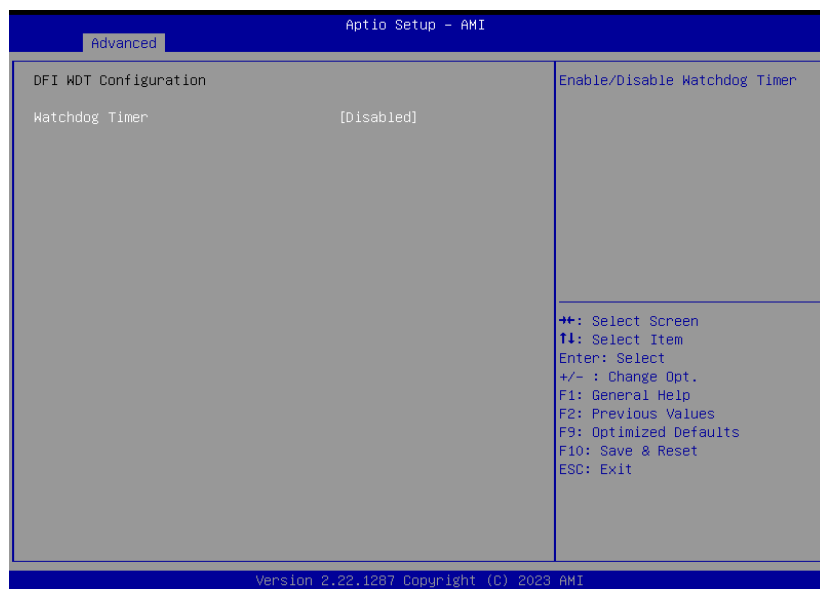 Aptio Setup – AMI
Advanced
DFI WDT Configuration
Watchdog Timer [Disabled]
Enable/Disable Watchdog Timer
→←: Select Screen
↑↓: Select Item
Enter: Select
+/- : Change Opt.
F1: General Help
F2: Previous Values
F9: Optimized Defaults
F10: Save & Reset
ESC: Exit
Version 2.22.1287 Copyright (C) 2023 AMI